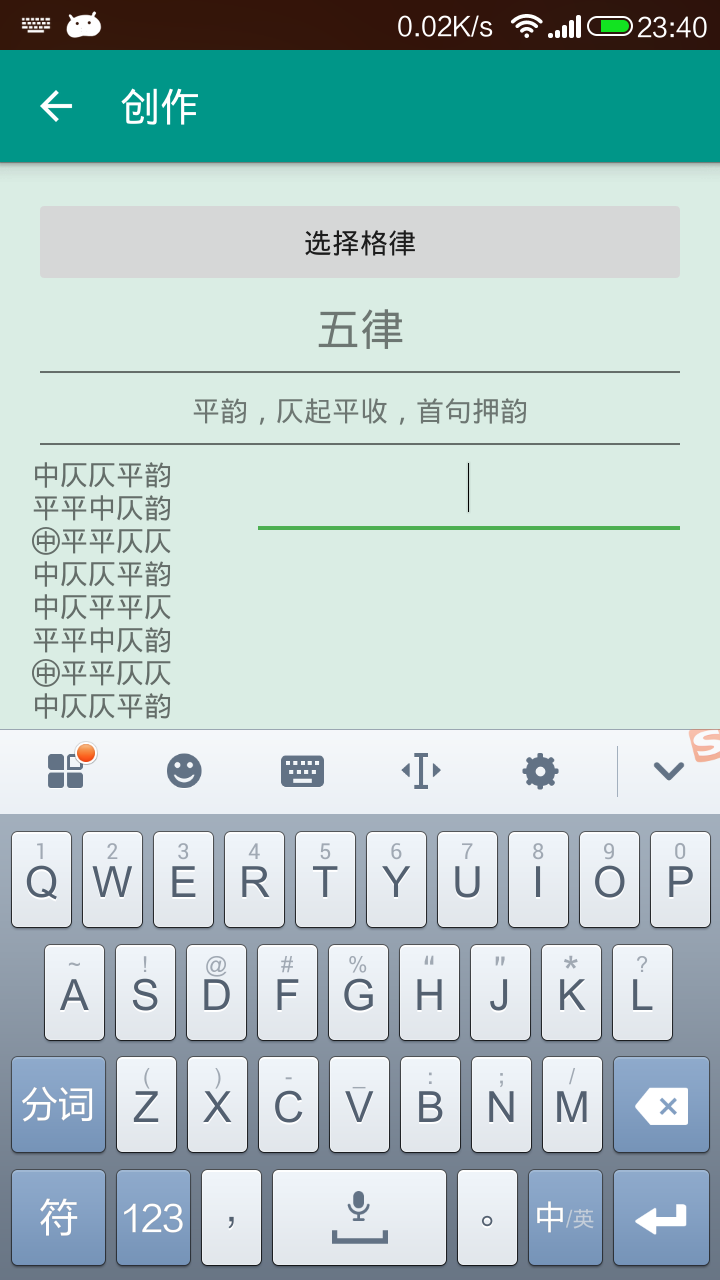 0.02K/s 23:40
创作
选择格律
五律
平韵，仄起平收，首句押韵
中仄仄平韵
平平中仄韵
㊥平平仄仄
中仄仄平韵
中仄平平仄
平平中仄韵
㊥平平仄仄
中仄仄平韵
S
1 2 3 4 5 6 7 8 9 0
Q W E R T Y U I O P
~ ! @ # % “ " * ?
A S D F G H J K L
( ) - _ : ; /
分词 Z X C V B N M
符 123 , 。 中/英